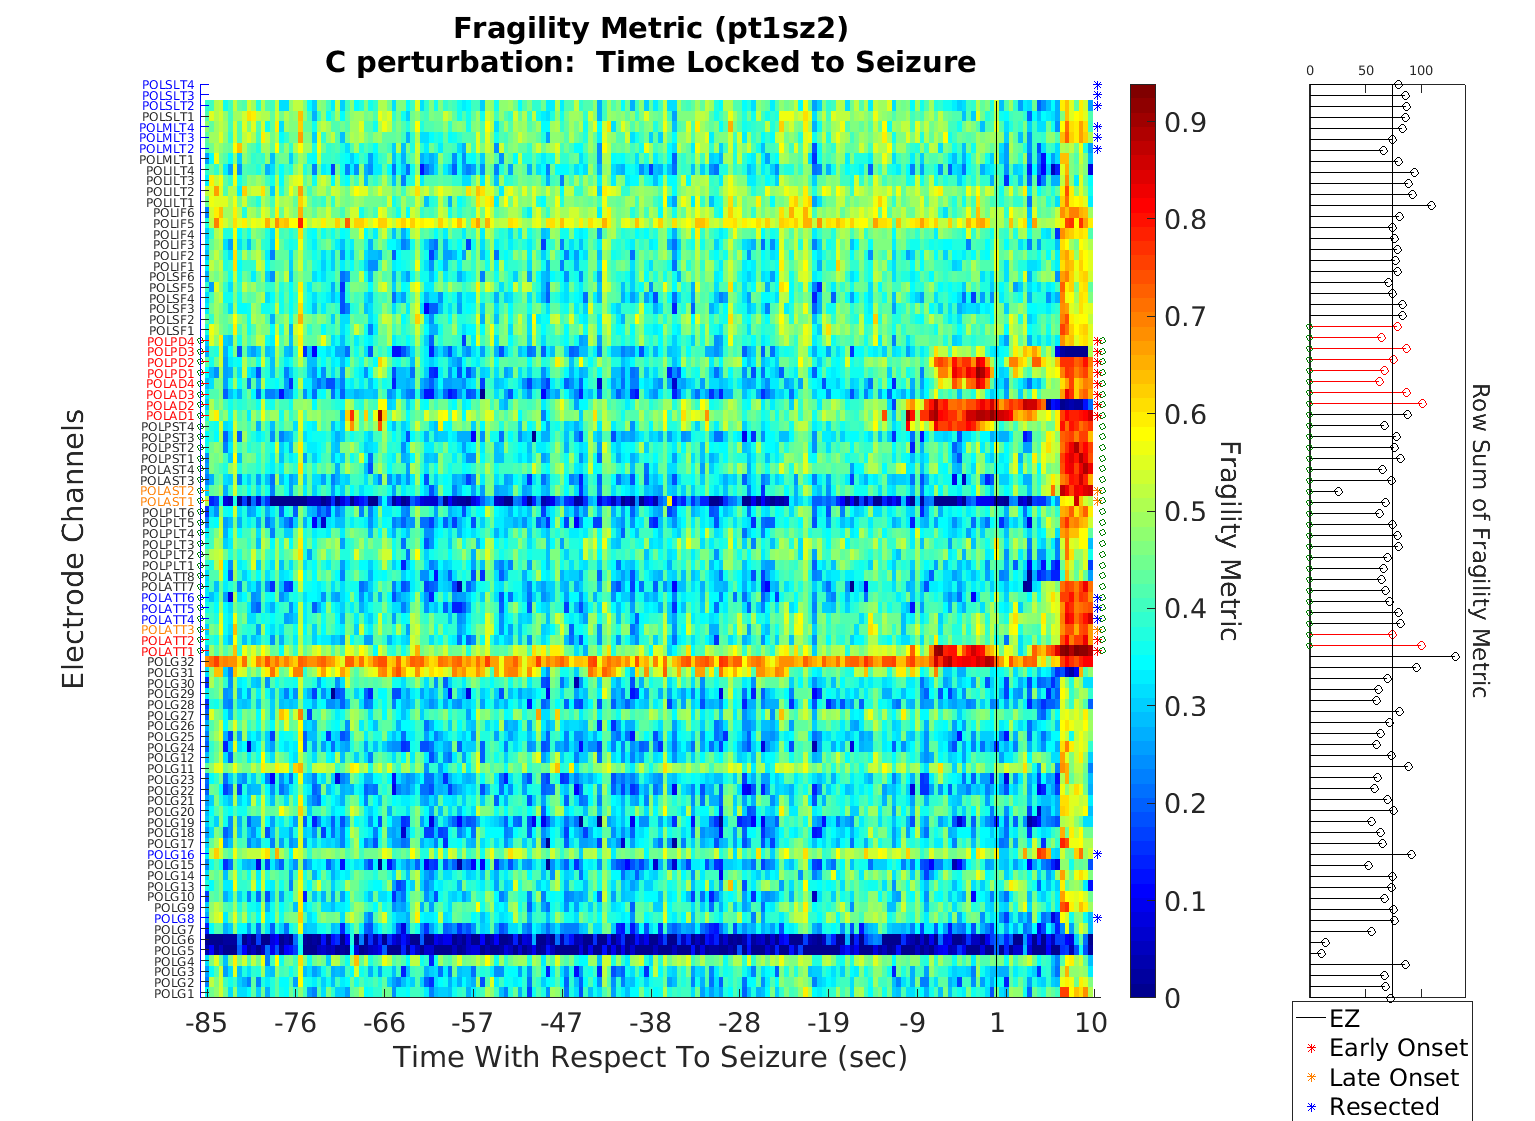 Fragility Metric (pt1sz2)
C perturbation:  Time Locked to Seizure
Electrode Channels
POLSLT4
POLSLT3
POLSLT2
POLSLT1
POLMLT4
POLMLT3
POLMLT2
POLMLT1
POLILT4
POLILT3
POLILT2
POLILT1
POLIF6
POLIF5
POLIF4
POLIF3
POLIF2
POLIF1
POLSF6
POLSF5
POLSF4
POLSF3
POLSF2
POLSF1
POLPD4
POLPD3
POLPD2
POLPD1
POLAD4
POLAD3
POLAD2
POLAD1
POLPST4
POLPST3
POLPST2
POLPST1
POLAST4
POLAST3
POLAST2
POLAST1
POLPLT6
POLPLT5
POLPLT4
POLPLT3
POLPLT2
POLPLT1
POLATT8
POLATT7
POLATT6
POLATT5
POLATT4
POLATT3
POLATT2
POLATT1
POLG32
POLG31
POLG30
POLG29
POLG28
POLG27
POLG26
POLG25
POLG24
POLG12
POLG11
POLG23
POLG22
POLG21
POLG20
POLG19
POLG18
POLG17
POLG16
POLG15
POLG14
POLG13
POLG10
POLG9
POLG8
POLG7
POLG6
POLG5
POLG4
POLG3
POLG2
POLG1
-85 -76 -66 -57 -47 -38 -28 -19 -9 1 10
Time With Respect To Seizure (sec)
0.9
0.8
0.7
0.6
0.5
0.4
0.3
0.2
0.1
0
Fragility Metric
0 50 100
Row Sum of Fragility Metric
EZ
Early Onset
Late Onset
Resected